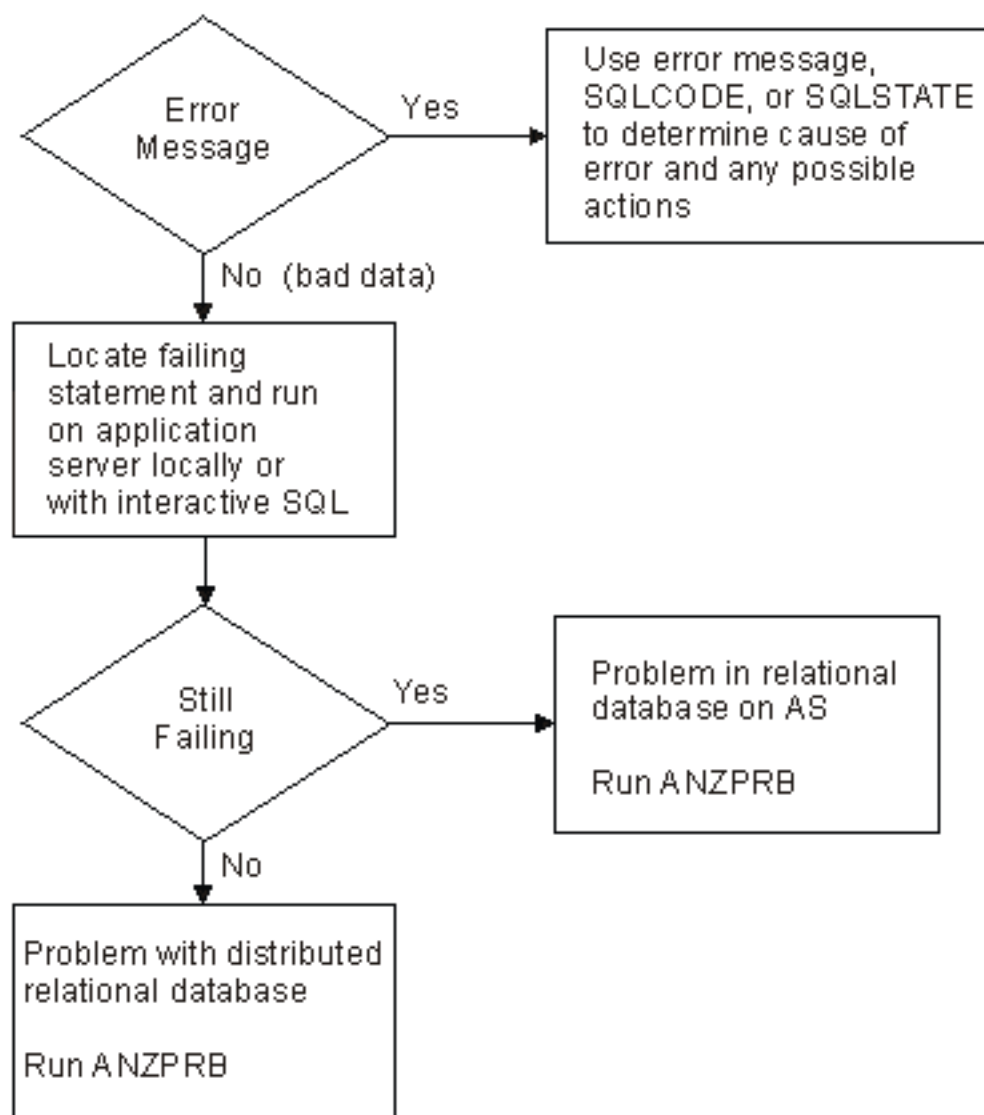 Error
Message
Yes
Use error message,
SQLCODE, or SQLSTATE
to determine cause of
error and any possible
actions
No (bad data)
Locate failing
statement and run
on application
server locally or
with interactive SQL
Still
Failing
Yes
Problem in relational
database on AS
Run ANZPRB
No
Problem with distributed
relational database
Run ANZPRB